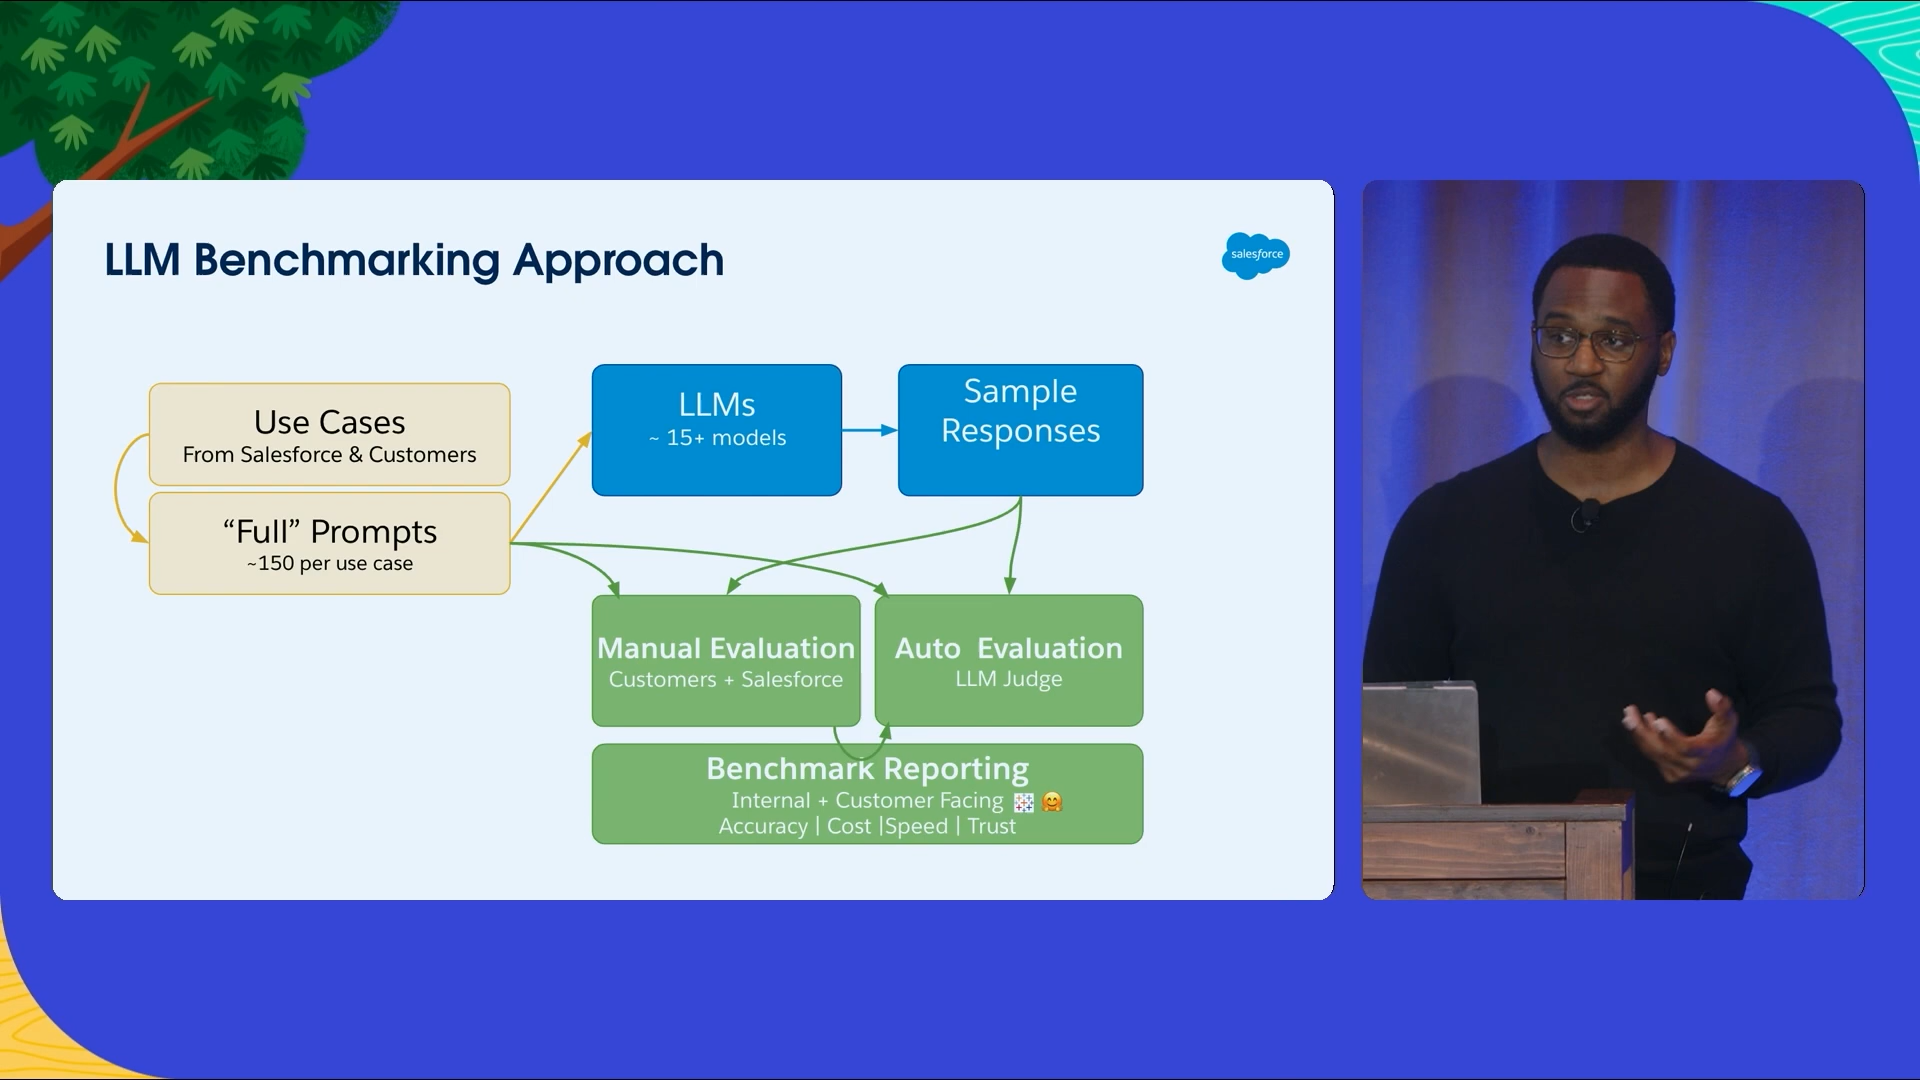 LLM Benchmarking Approach
salesforce
Use Cases
From Salesforce & Customers
“Full” Prompts
~150 per use case
LLMs
~ 15+ models
Sample
Responses
Manual Evaluation
Customers + Salesforce
Auto Evaluation
LLM Judge
Benchmark Reporting
Internal + Customer Facing 🤗
Accuracy | Cost |Speed | Trust